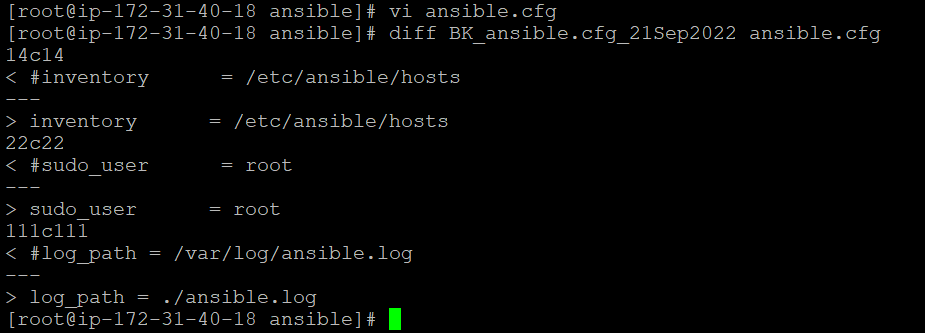 [root@ip-172-31-40-18 ansible]# vi ansible.cfg
[root@ip-172-31-40-18 ansible]# diff BK_ansible.cfg_21Sep2022 ansible.cfg
14c14
< #inventory      = /etc/ansible/hosts
---
> inventory      = /etc/ansible/hosts
22c22
< #sudo_user      = root
---
> sudo_user      = root
111c111
< #log_path = /var/log/ansible.log
---
> log_path = ./ansible.log
[root@ip-172-31-40-18 ansible]#